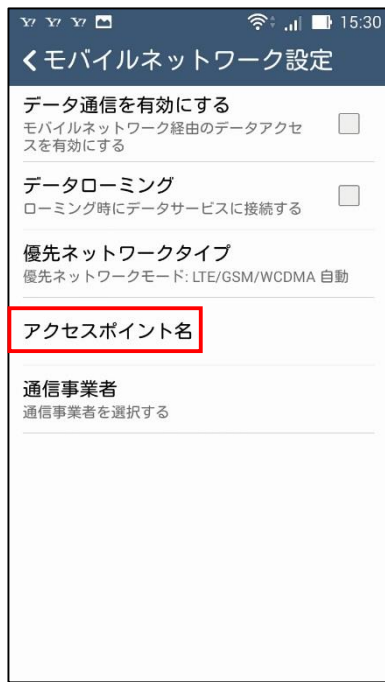 Y! Y! Y! 15:30
モバイルネットワーク設定
データ通信を有効にする
モバイルネットワーク経由のデータアクセ
スを有効にする
データローミング
ローミング時にデータサービスに接続する
優先ネットワークタイプ
優先ネットワークモード: LTE/GSM/WCDMA 自動
アクセスポイント名
通信事業者
通信事業者を選択する